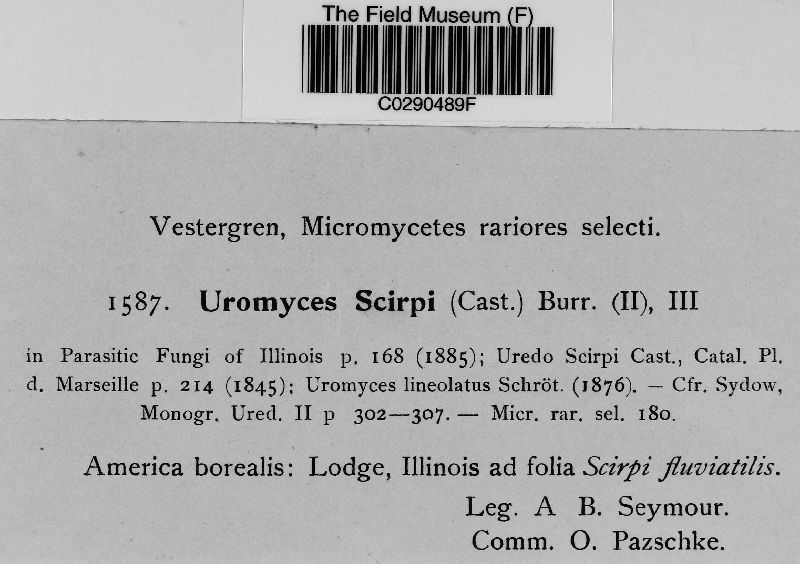 The Field Museum (F)
C0290489F
Vestergren, Micromycetes rariores selecti.
1587. Uromyces Scirpi (Cast.) Burr. (II), III
in Parasitic Fungi of Illinois p. 168 (1885); Uredo Scirpi Cast., Catal. Pl.
d. Marseille p. 214 (1845); Uromyces lineolatus Schröt. (1876). — Cfr. Sydow,
Monogr. Ured. II p 302—307. — Micr. rar. sel. 180.
America borealis: Lodge, Illinois ad folia Scirpi fluviatilis.
Leg. A B. Seymour.
Comm. O. Pazschke.